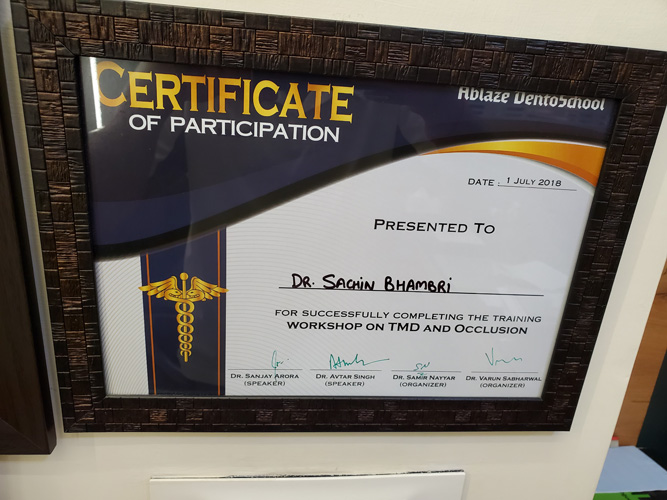 CERTIFICATE
OF PARTICIPATION
Ablaze DentoSchool
DATE : 1 JULY 2018
PRESENTED TO
DR. SACHIN BHAMBRI
FOR SUCCESSFULLY COMPLETING THE TRAINING
WORKSHOP ON TMD AND OCCLUSION
DR. SANJAY ARORA DR. AVTAR SINGH DR. SAMIR NAYYAR DR. VARUN SABHARWAL
(SPEAKER) (SPEAKER) (ORGANIZER) (ORGANIZER)